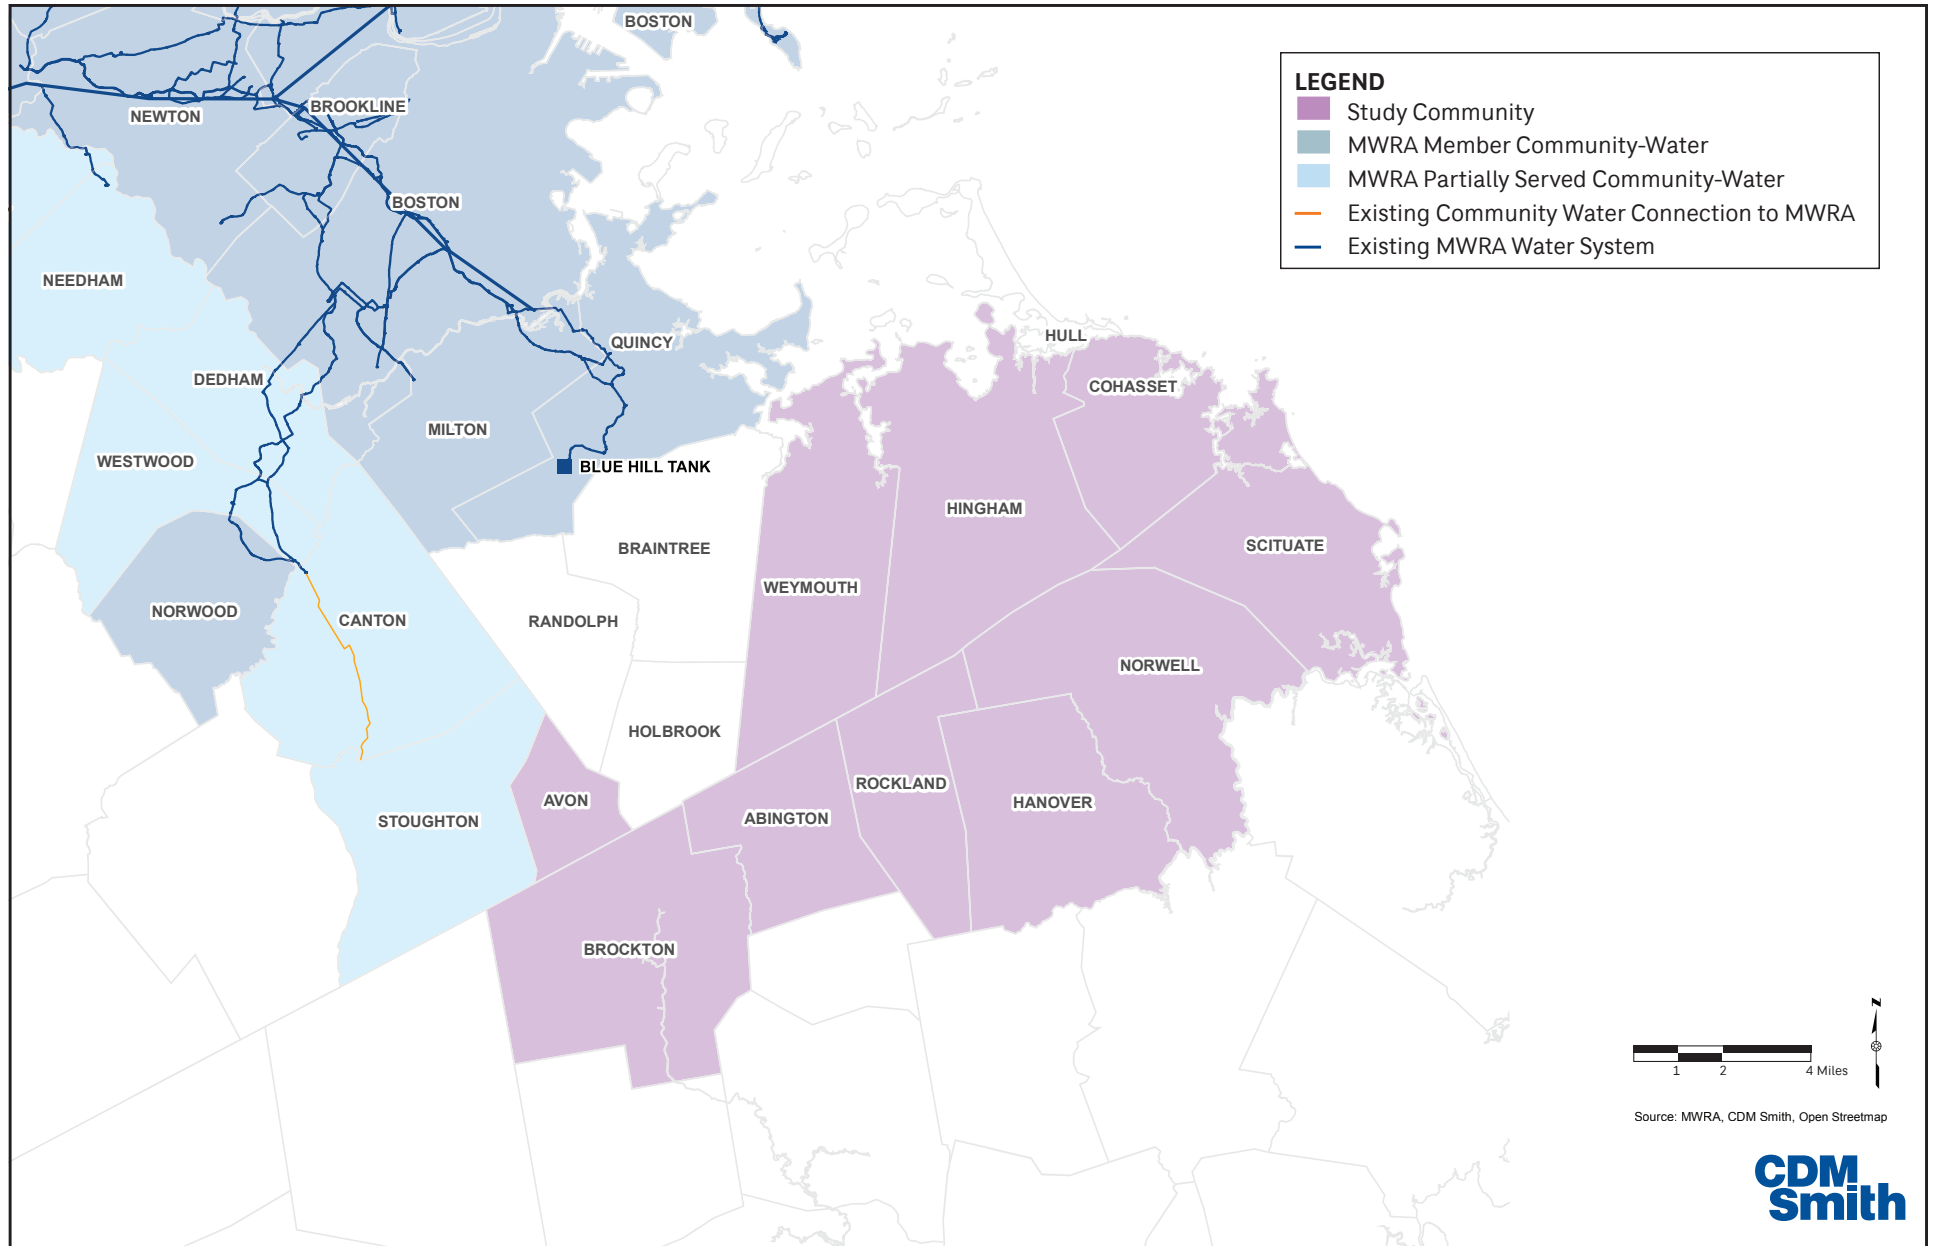 BOSTON
LEGEND
Study Community
MWRA Member Community-Water
MWRA Partially Served Community-Water
Existing Community Water Connection to MWRA
Existing MWRA Water System
NEWTON
BROOKLINE
BOSTON
NEEDHAM
QUINCY
HULL
DEDHAM
COHASSET
MILTON
WESTWOOD
BLUE HILL TANK
HINGHAM
BRAINTREE
SCITUATE
WEYMOUTH
NORWOOD
CANTON
RANDOLPH
NORWELL
HOLBROOK
ROCKLAND
AVON
HANOVER
STOUGHTON
ABINGTON
BROCKTON
N
1 2 4 Miles
Source: MWRA, CDM Smith, Open Streetmap
CDM
Smith